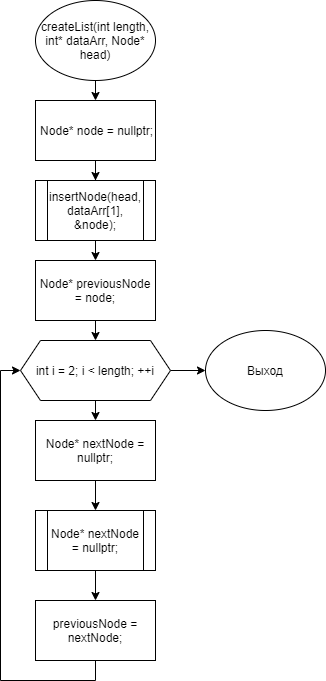 createList(int length,
int* dataArr, Node*
head)
Node* node = nullptr;
insertNode(head,
dataArr[1],
&node);
Node* previousNode
= node;
int i = 2; i < length; ++i
Выход
Node* nextNode =
nullptr;
Node* nextNode
= nullptr;
previousNode =
nextNode;